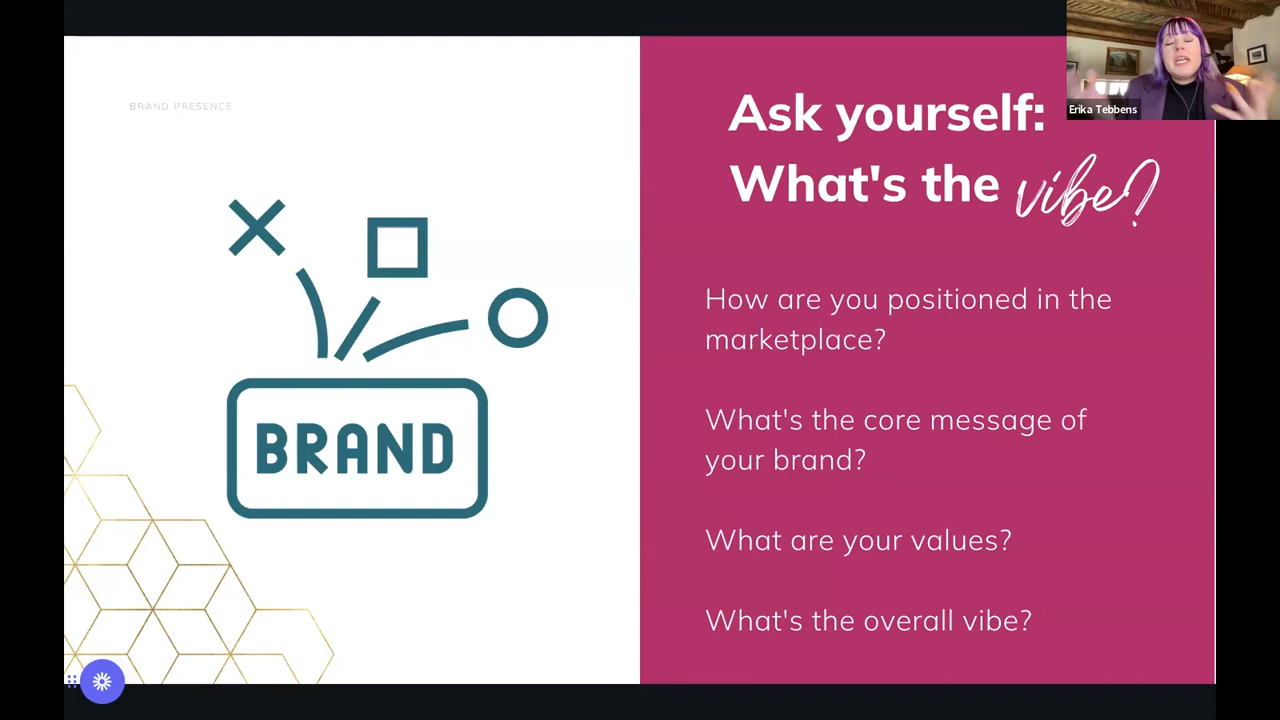 BRAND PRESENCE
Ask yourself:
What's the vibe?
Erika Tebbens
BRAND
How are you positioned in the
marketplace?
What's the core message of
your brand?
What are your values?
What's the overall vibe?